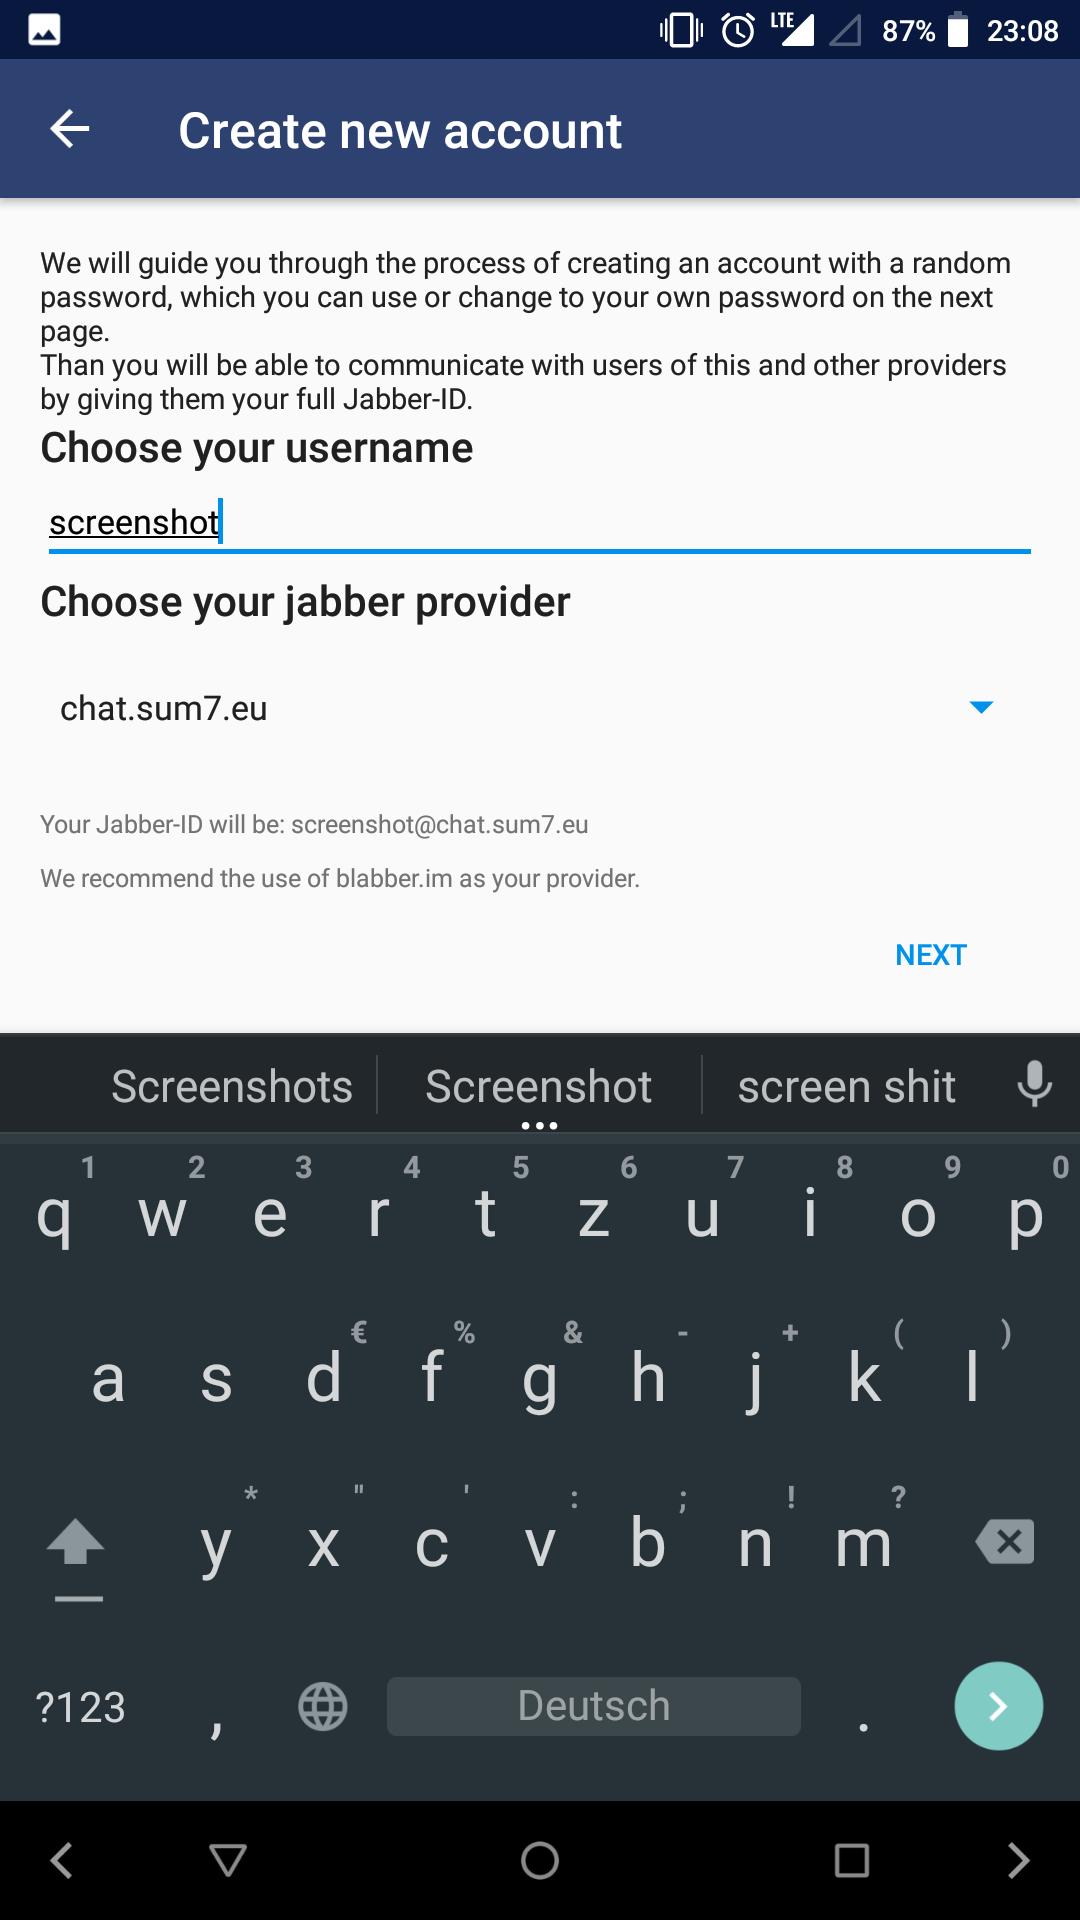 LTE 87% 23:08
Create new account
We will guide you through the process of creating an account with a random
password, which you can use or change to your own password on the next
page.
Than you will be able to communicate with users of this and other providers
by giving them your full Jabber-ID.
Choose your username
screenshot
Choose your jabber provider
chat.sum7.eu
Your Jabber-ID will be: screenshot@chat.sum7.eu
We recommend the use of blabber.im as your provider.
NEXT
Screenshots Screenshot screen shit
1 2 3 4 5 6 7 8 9 0
q w e r t z u i o p
€ % & - + ( )
a s d f g h j k l
* " ' : ; ! ?
y x c v b n m
?123 , Deutsch .